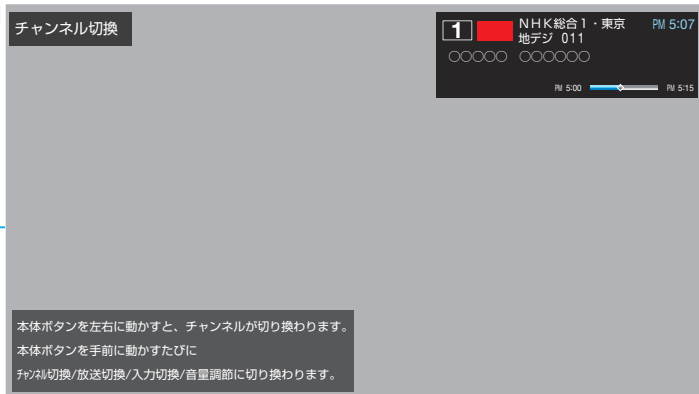 チャンネル切換
1 NHK総合1・東京 PM 5:07
地デジ 011
○○○○○ ○○○○○○
PM 5:00 PM 5:15
本体ボタンを左右に動かすと、チャンネルが切り換わります。
本体ボタンを手前に動かすたびに
ﾁｬﾝﾈﾙ切換/放送切換/入力切換/音量調節に切り換わります。